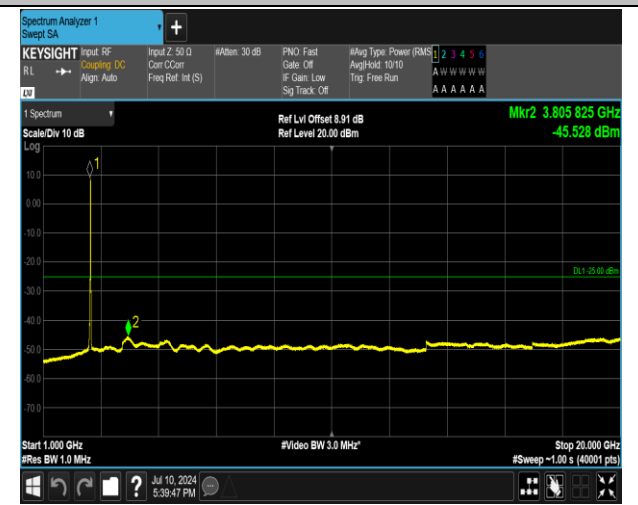 Spectrum Analyzer 1
Swept SA
+
KEYSIGHT Input: RF Input Z: 50 Ω #Atten: 30 dB PNO: Fast #Avg Type: Power (RMS 1 2 3 4 5 6
RL Coupling: DC Corr CCorr Gate: Off Avg|Hold: 10/10 A W W W W W
Align: Auto Freq Ref: Int (S) IF Gain: Low Trig: Free Run
Sig Track: Off A A A A A A
LXI
1 Spectrum Ref Lvl Offset 8.91 dB Mkr2 3.805 825 GHz
Scale/Div 10 dB Ref Level 20.00 dBm -45.528 dBm
Log
1
10.0
0.00
-10.0
-20.0
DL1 -25.00 dBm
-30.0
-40.0
2
-60.0
-70.0
Start 1.000 GHz #Video BW 3.0 MHz* Stop 20.000 GHz
#Res BW 1.0 MHz #Sweep ~1.00 s (40001 pts)
? Jul 10, 2024
5:39:47 PM